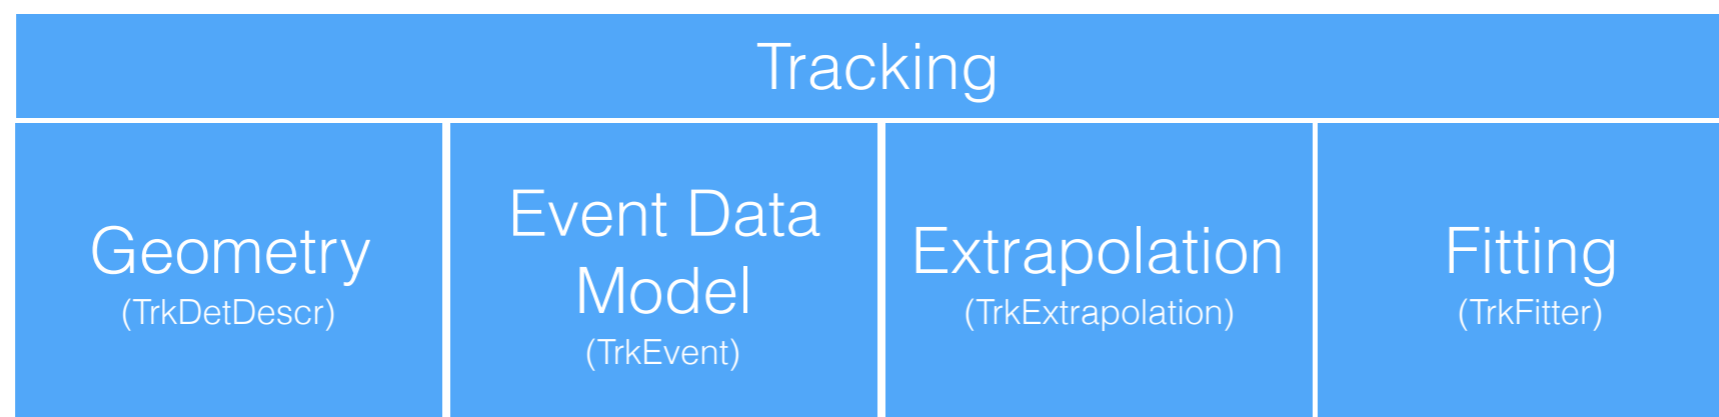 Tracking
Geometry
(TrkDetDescr)
Event Data
Model
(TrkEvent)
Extrapolation
(TrkExtrapolation)
Fitting
(TrkFitter)